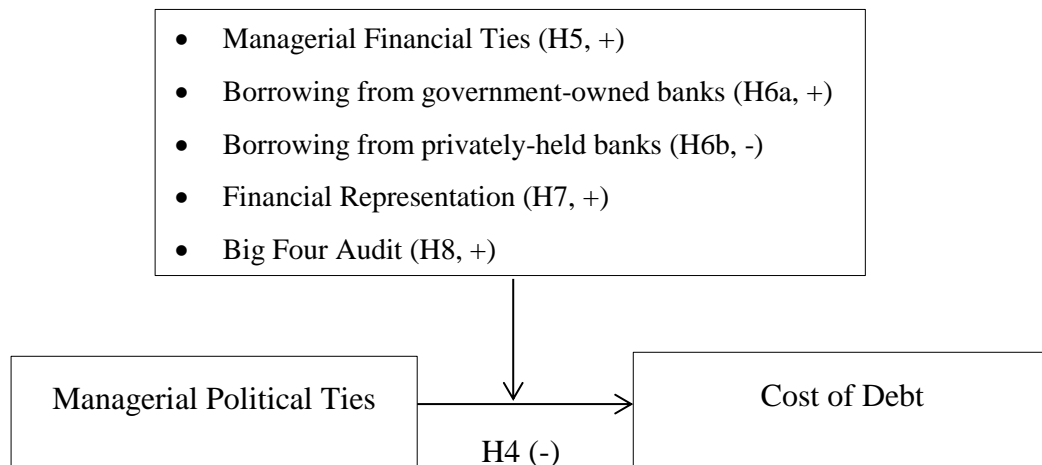 • Managerial Financial Ties (H5, +)
• Borrowing from government-owned banks (H6a, +)
• Borrowing from privately-held banks (H6b, -)
• Financial Representation (H7, +)
• Big Four Audit (H8, +)
Managerial Political Ties
Cost of Debt
H4 (-)